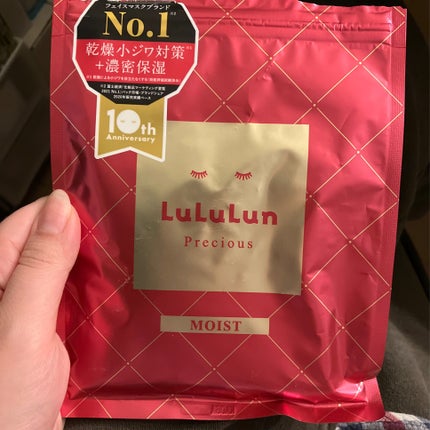 フェイスマスクブランド
No.1
乾燥小ジワ対策
+濃密保湿
10th
Anniversary
LuLuLun
Precious
MOIST